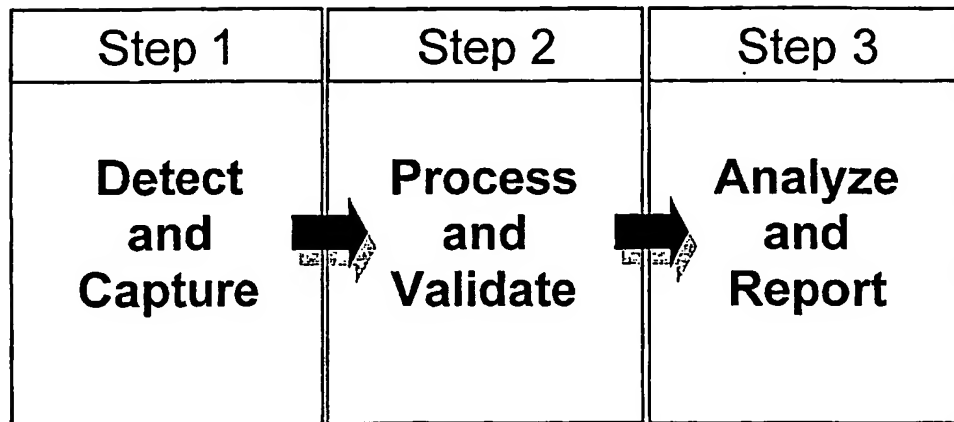 Step 1
Step 2
Step 3
Detect
and
Capture
Process
and
Validate
Analyze
and
Report